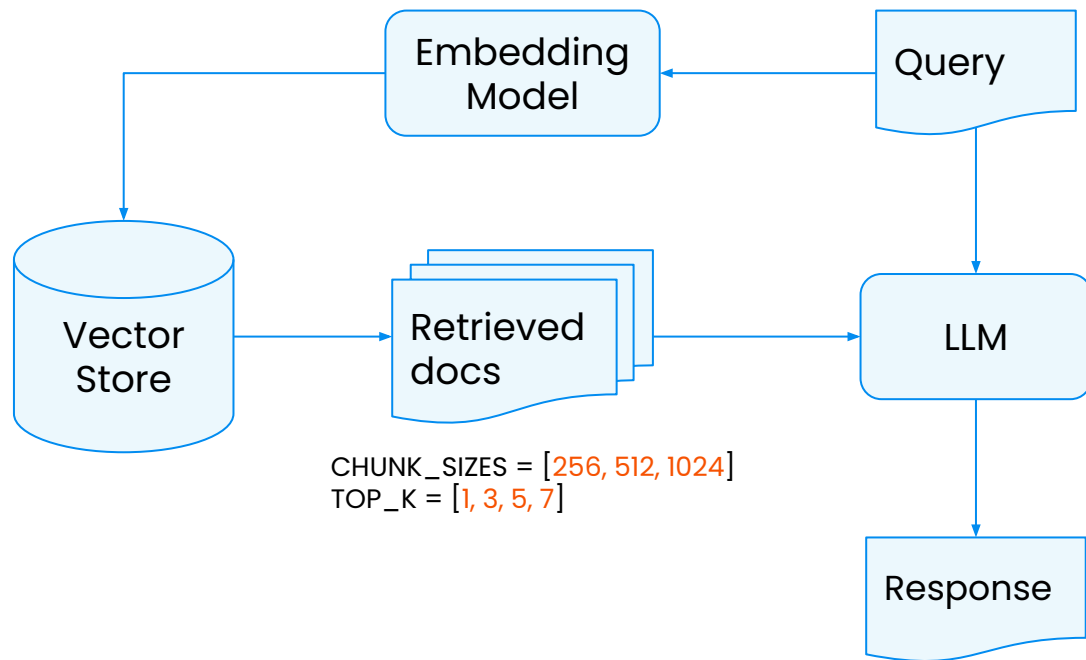 Embedding
Model
Query
Vector
Store
Retrieved
docs
LLM
CHUNK_SIZES = [256, 512, 1024]
TOP_K = [1, 3, 5, 7]
Response